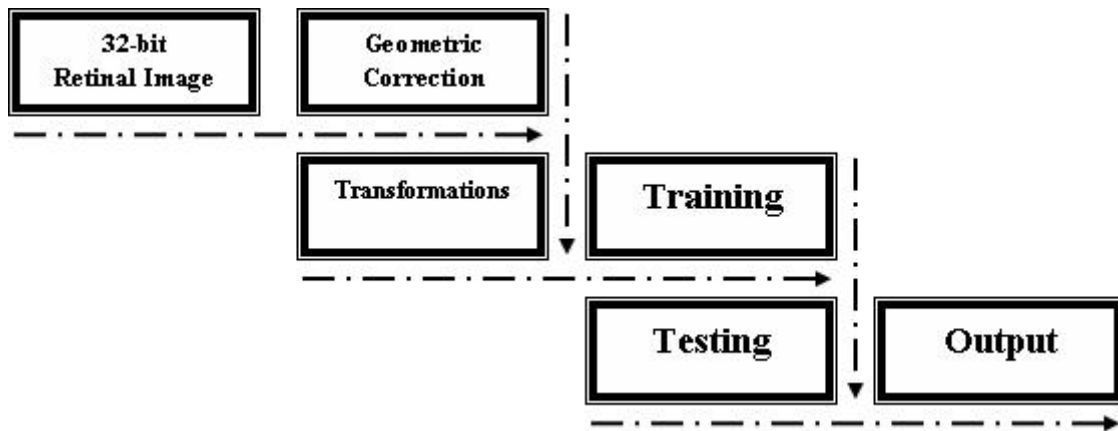 32-bit
Retinal Image
Geometric
Correction
Transformations
Training
Testing
Output